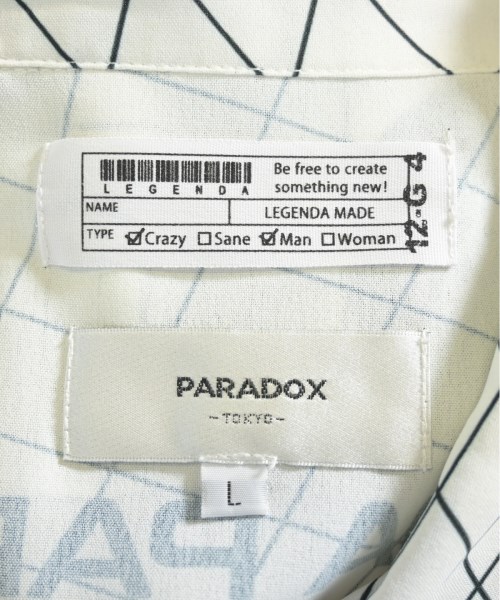 LEGENDA
Be free to create
something new!
NAME
LEGENDA MADE
TYPE ☑Crazy ☐Sane ☑Man ☐Woman
12-G 4
PARADOX
-TOKYO-
L